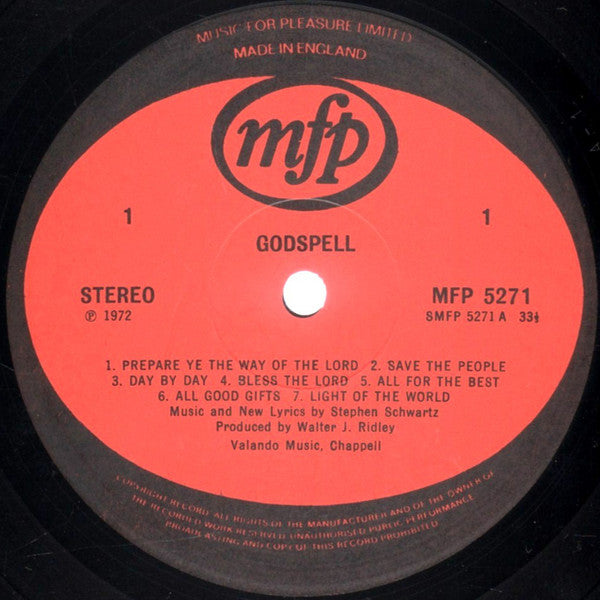 MUSIC FOR PLEASURE LIMITED
MADE IN ENGLAND
mfp
1 1
GODSPELL
STEREO MFP 5271
℗ 1972 SMFP 5271 A 33⅓
1. PREPARE YE THE WAY OF THE LORD 2. SAVE THE PEOPLE
3. DAY BY DAY 4. BLESS THE LORD 5. ALL FOR THE BEST
6. ALL GOOD GIFTS 7. LIGHT OF THE WORLD
Music and New Lyrics by Stephen Schwartz
Produced by Walter J. Ridley
Valando Music, Chappell
COPYRIGHT RECORD. ALL RIGHTS OF THE MANUFACTURER AND OF THE OWNER OF
THE RECORDED WORK RESERVED. UNAUTHORISED PUBLIC PERFORMANCE
BROADCASTING AND COPY OF THIS RECORD PROHIBITED